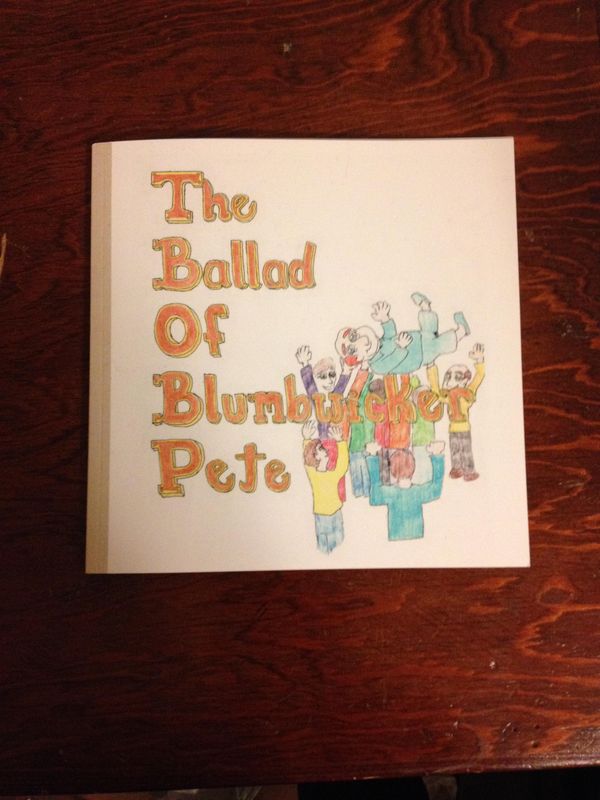 The
Ballad
Of
Blumbwicker
Pete